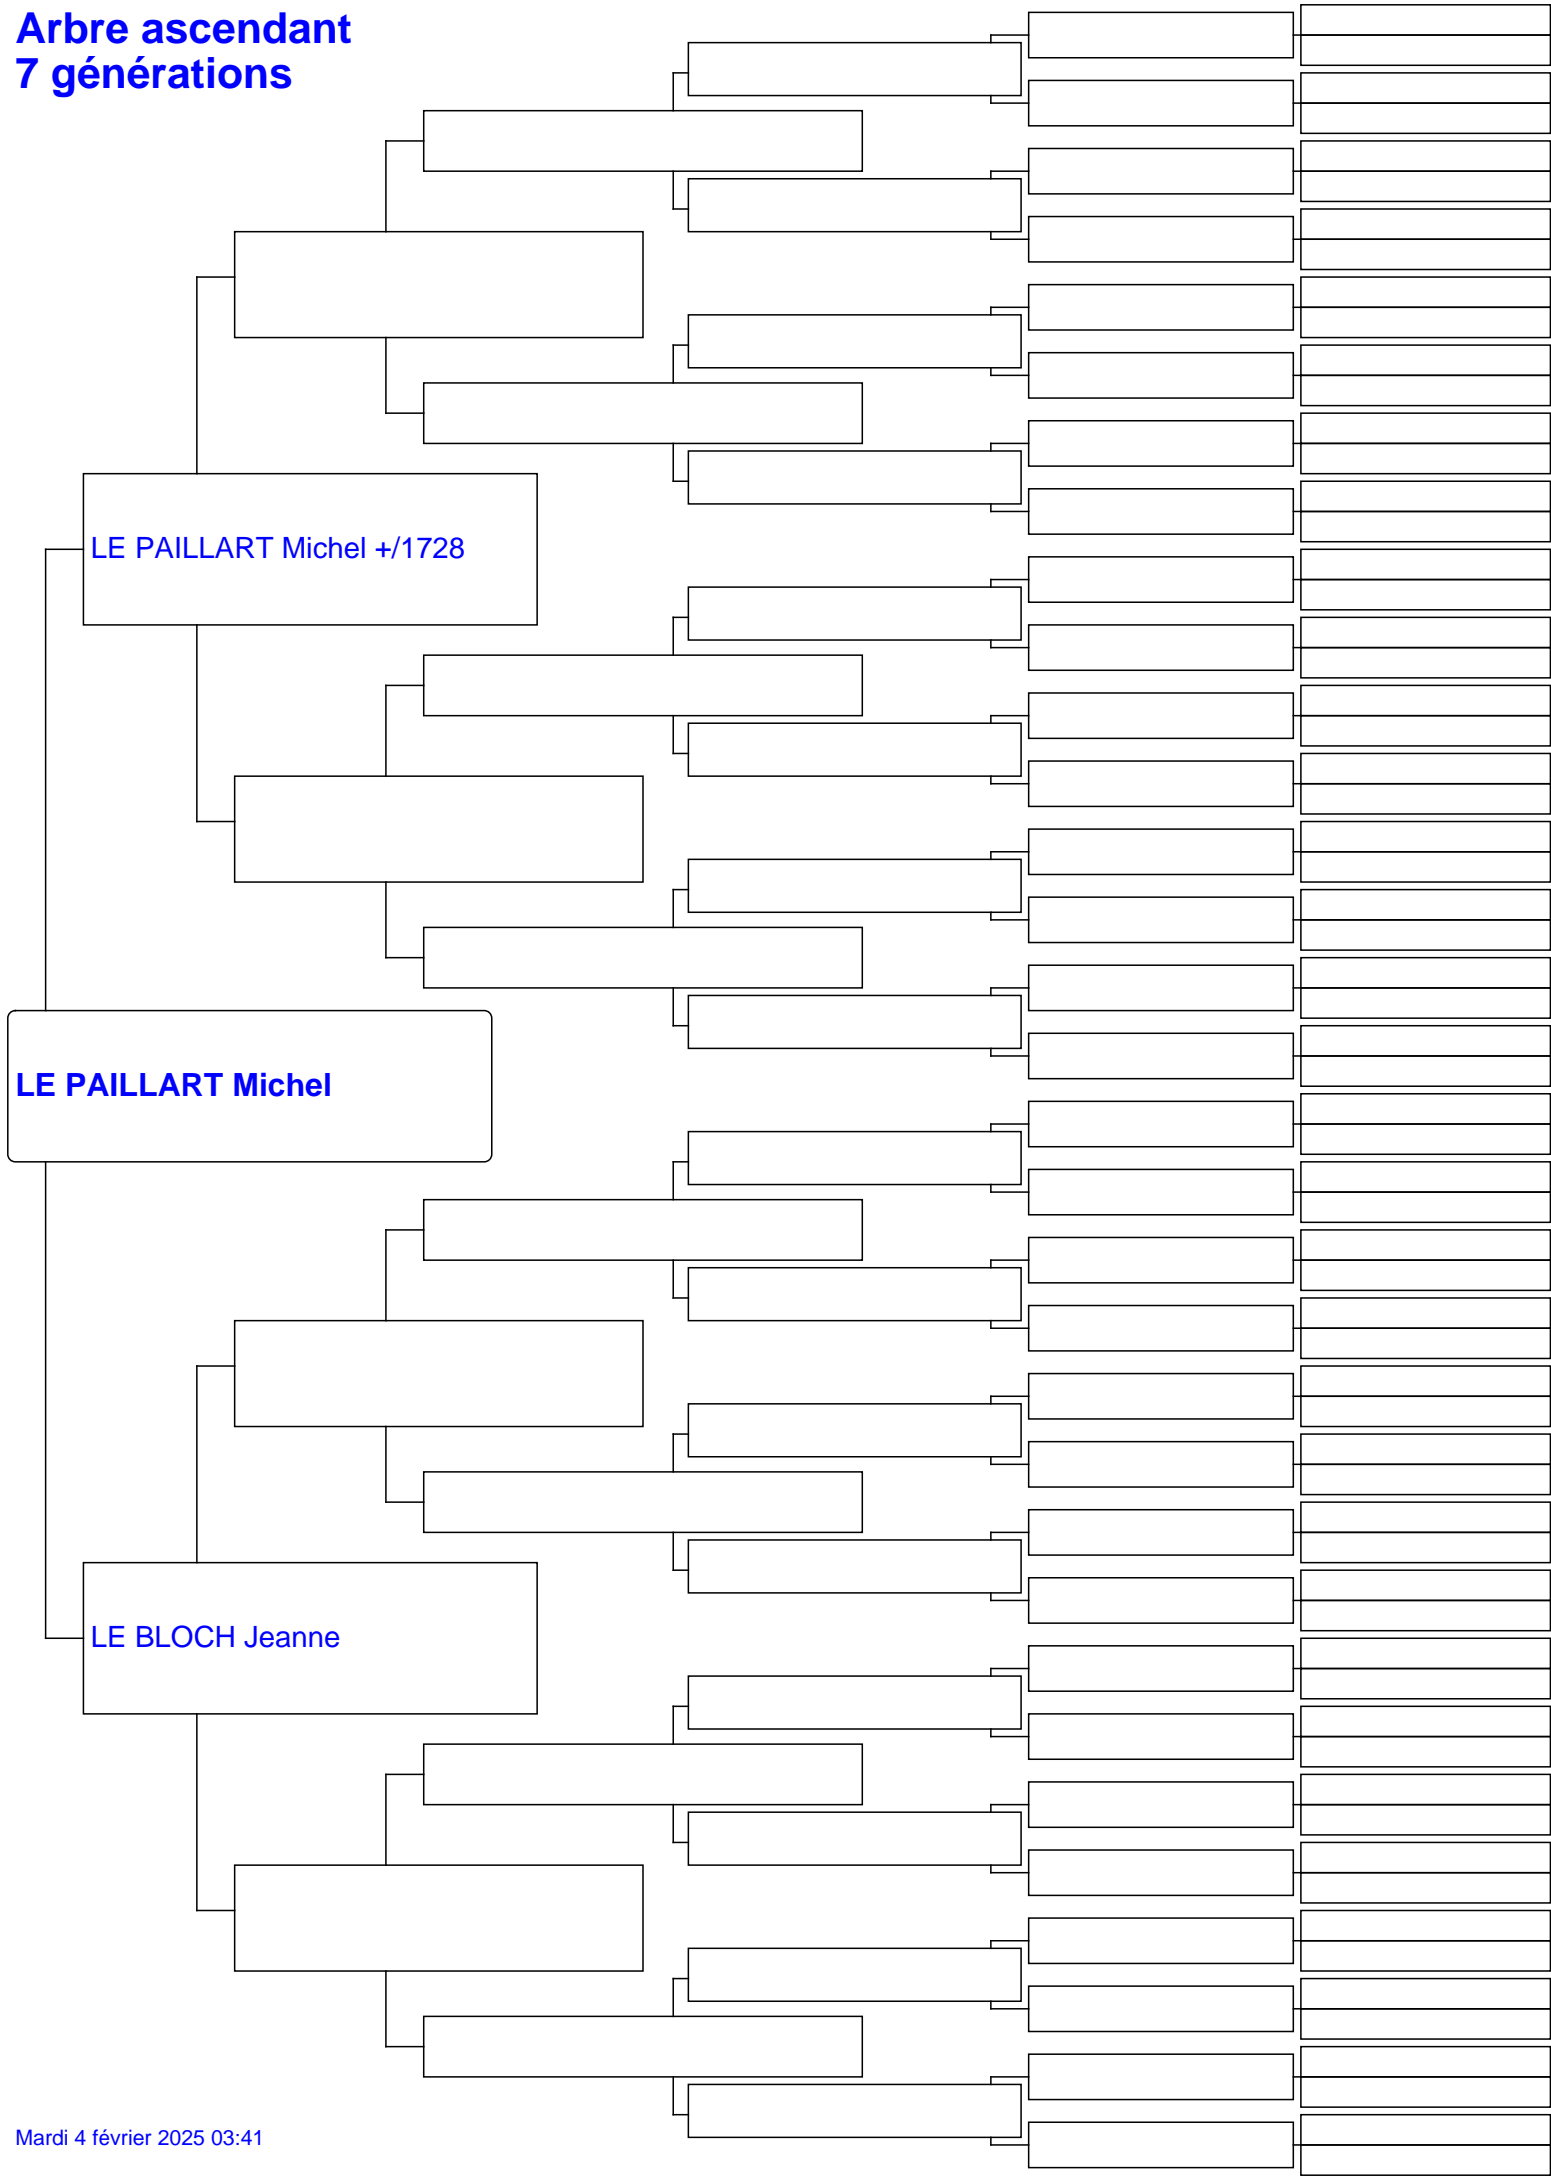 Arbre ascendant
7 générations
LE PAILLART Michel +/1728
LE PAILLART Michel
LE BLOCH Jeanne
Mardi 4 février 2025 03:41